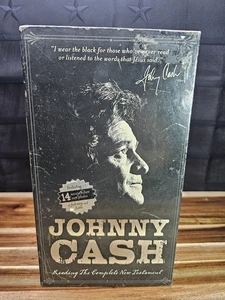 "I wear the black for those who never read
or listened to the words that Jesus said..."
Johnny Cash
including
14
JOHNNY
CASH
Reading The Complete New Testament